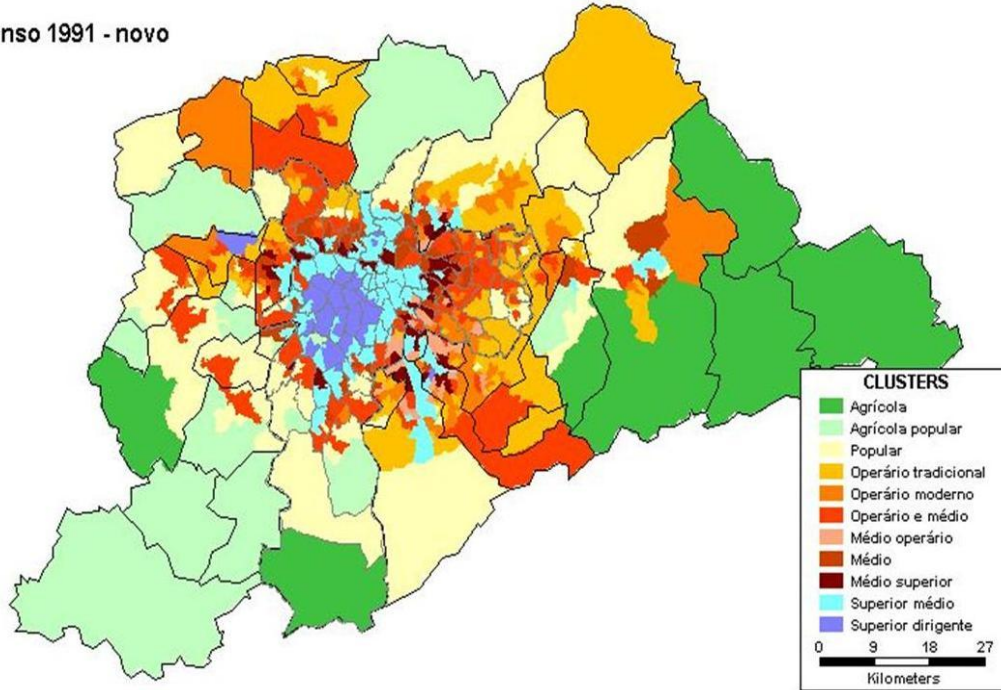 nso 1991 - novo
CLUSTERS
Agrícola
Agrícola popular
Popular
Operário tradicional
Operário moderno
Operário e médio
Médio operário
Médio
Médio superior
Superior médio
Superior dirigente
0 9 18 27
Kilometers